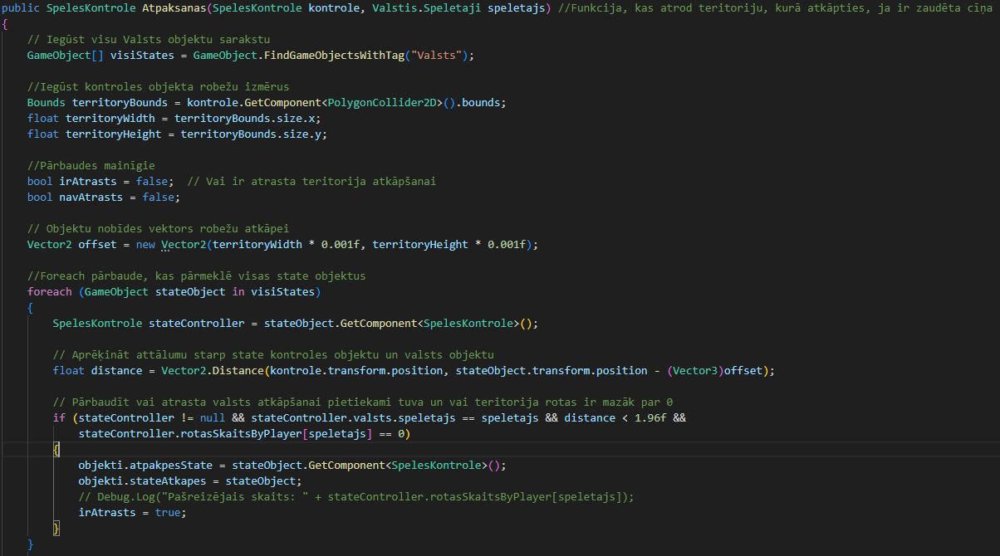 public SpelesKontrole Atpaksanas(SpelesKontrole kontrole, Valstis.Speletaji speletajs) //Funkcija, kas atrod teritoriju, kurā atkāpties, ja ir zaudēta cīņa
{
// Iegūst visu Valsts objektu sarakstu
GameObject[] visiStates = GameObject.FindGameObjectsWithTag("Valsts");
//Iegūst kontroles objekta robežu izmērus
Bounds territoryBounds = kontrole.GetComponent<PolygonCollider2D>().bounds;
float territoryWidth = territoryBounds.size.x;
float territoryHeight = territoryBounds.size.y;
//Pārbaudes mainīgie
bool irAtrasts = false; // Vai ir atrasta teritorija atkāpšanai
bool navAtrasts = false;
// Objektu nobīdes vektors robežu atkāpei
Vector2 offset = new Vector2(territoryWidth * 0.001f, territoryHeight * 0.001f);
//Foreach pārbaude, kas pārmeklē visas state objektus
foreach (GameObject stateObject in visiStates)
{
SpelesKontrole stateController = stateObject.GetComponent<SpelesKontrole>();
// Aprēķināt attālumu starp state kontroles objektu un valsts objektu
float distance = Vector2.Distance(kontrole.transform.position, stateObject.transform.position - (Vector3)offset);
// Pārbaudīt vai atrasta valsts atkāpšanai pietiekami tuva un vai teritorija rotas ir mazāk par 0
if (stateController != null && stateController.valsts.speletajs == speletajs && distance < 1.96f &&
stateController.rotasSkaitsByPlayer[speletajs] == 0)
{
objekti.atpakpesState = stateObject.GetComponent<SpelesKontrole>();
objekti.stateAtkapes = stateObject;
// Debug.Log("Pašreizējais skaits: " + stateController.rotasSkaitsByPlayer[speletajs]);
irAtrasts = true;
}
}